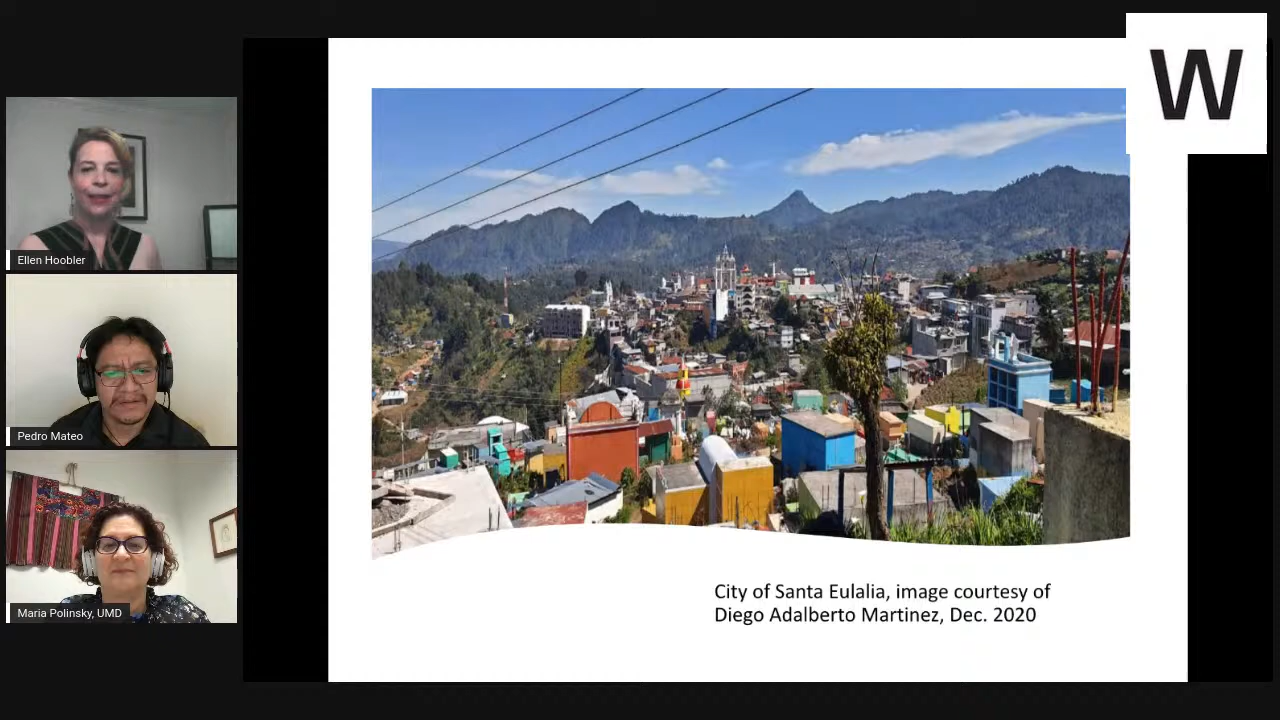 W
Ellen Hoobler
Pedro Mateo
Maria Polinsky, UMD
City of Santa Eulalia, image courtesy of
Diego Adalberto Martinez, Dec. 2020